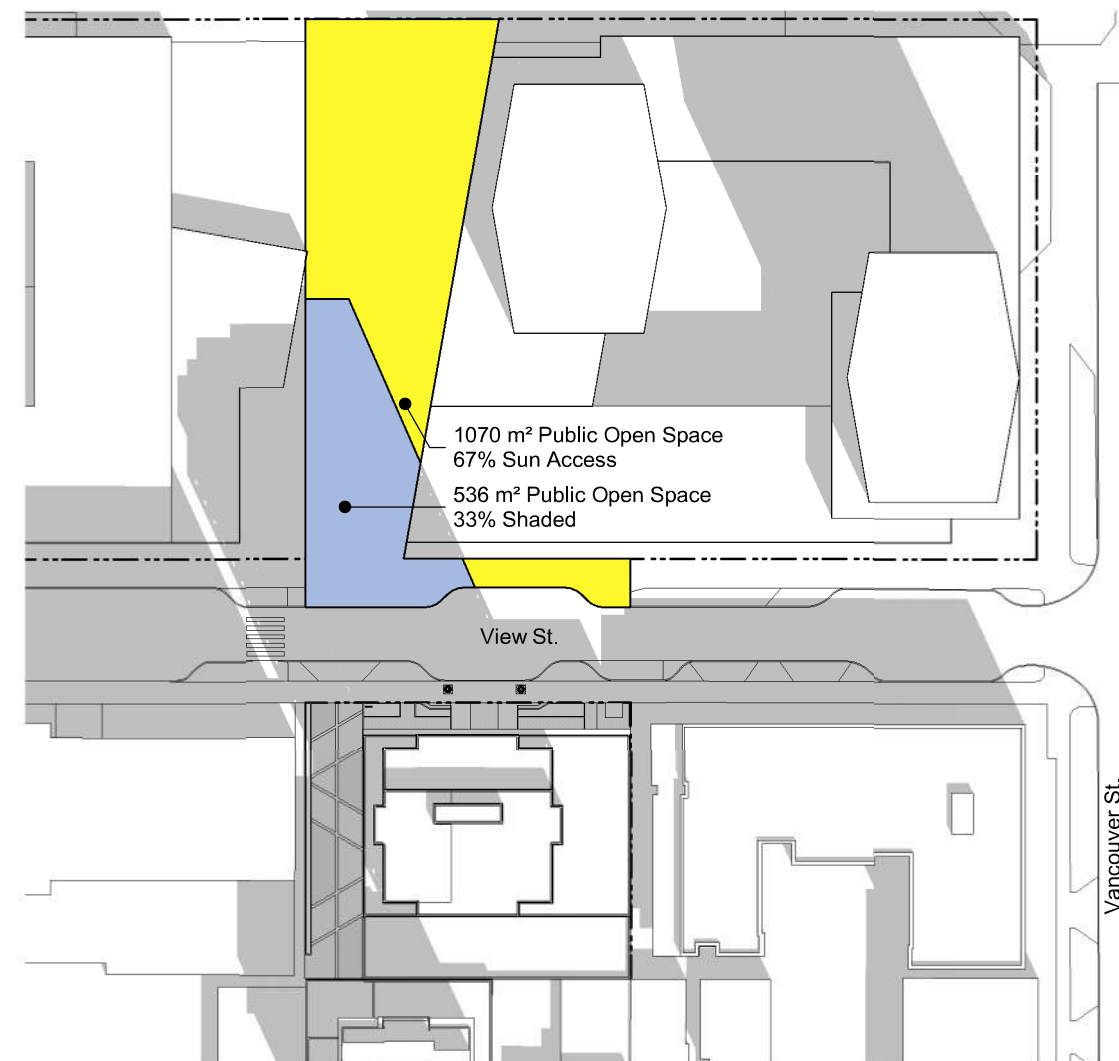 1070 m² Public Open Space
67% Sun Access
536 m² Public Open Space
33% Shaded
View St.
Vancouver St.